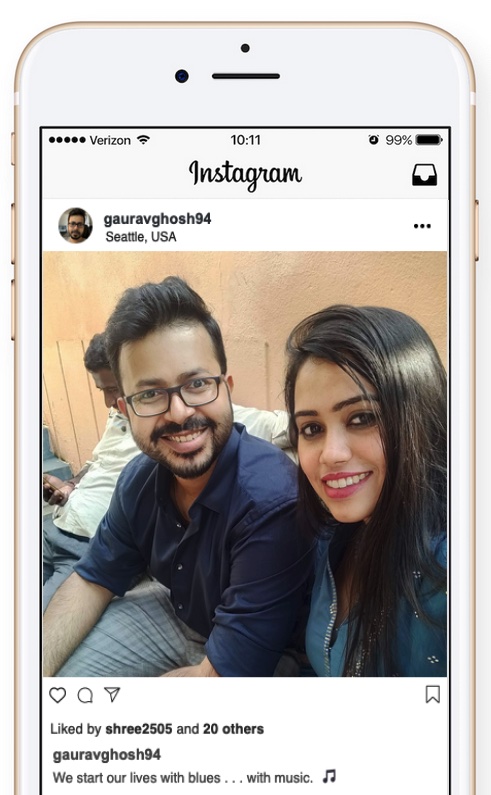 Verizon 10:11 99%
Instagram
gauravghosh94
Seattle, USA
Liked by shree2505 and 20 others
gauravghosh94
We start our lives with blues . . . with music. 🎵